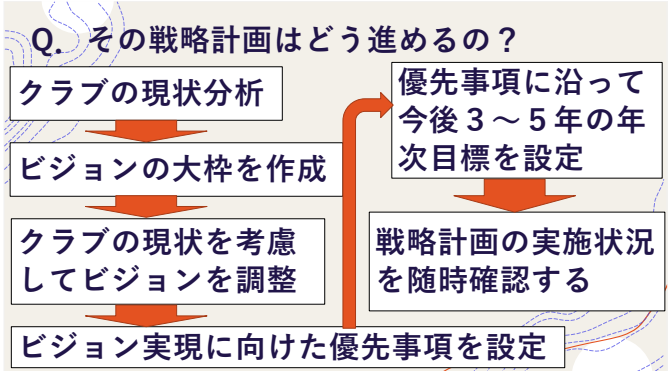 Q. その戦略計画はどう進めるの？
クラブの現状分析
ビジョンの大枠を作成
クラブの現状を考慮
してビジョンを調整
ビジョン実現に向けた優先事項を設定
優先事項に沿って
今後３～５年の年
次目標を設定
戦略計画の実施状況
を随時確認する